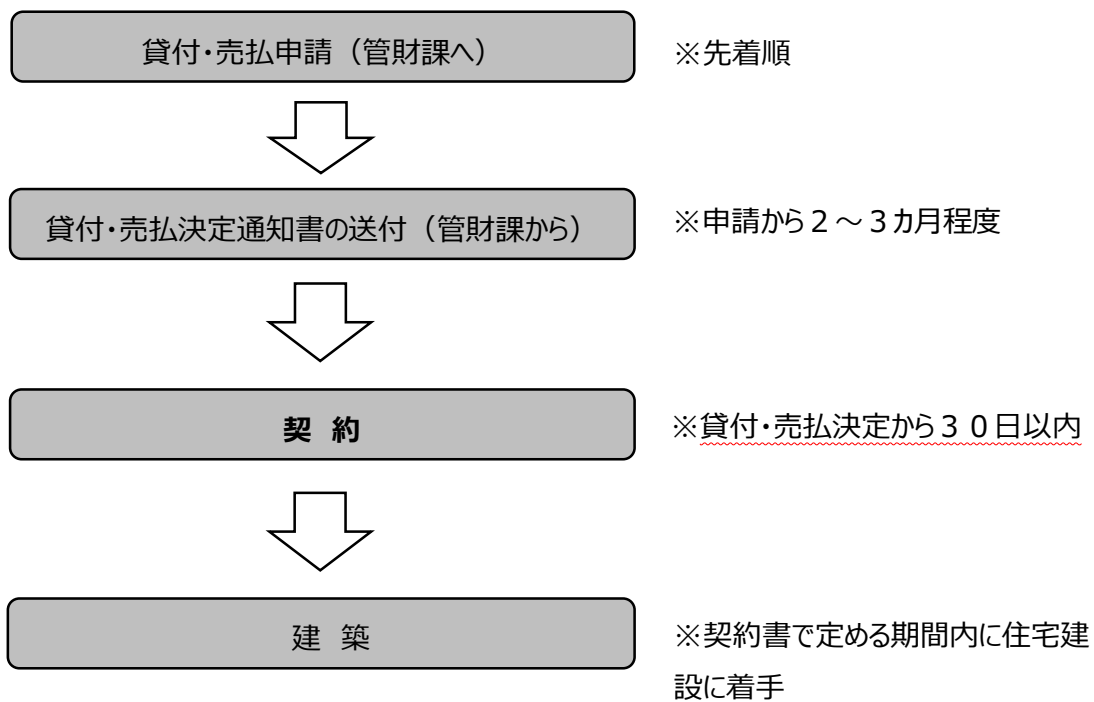 貸付・売払申請（管財課へ）
※先着順
貸付・売払決定通知書の送付（管財課から）
※申請から２～３カ月程度
契 約
※貸付・売払決定から３０日以内
建 築
※契約書で定める期間内に住宅建
設に着手